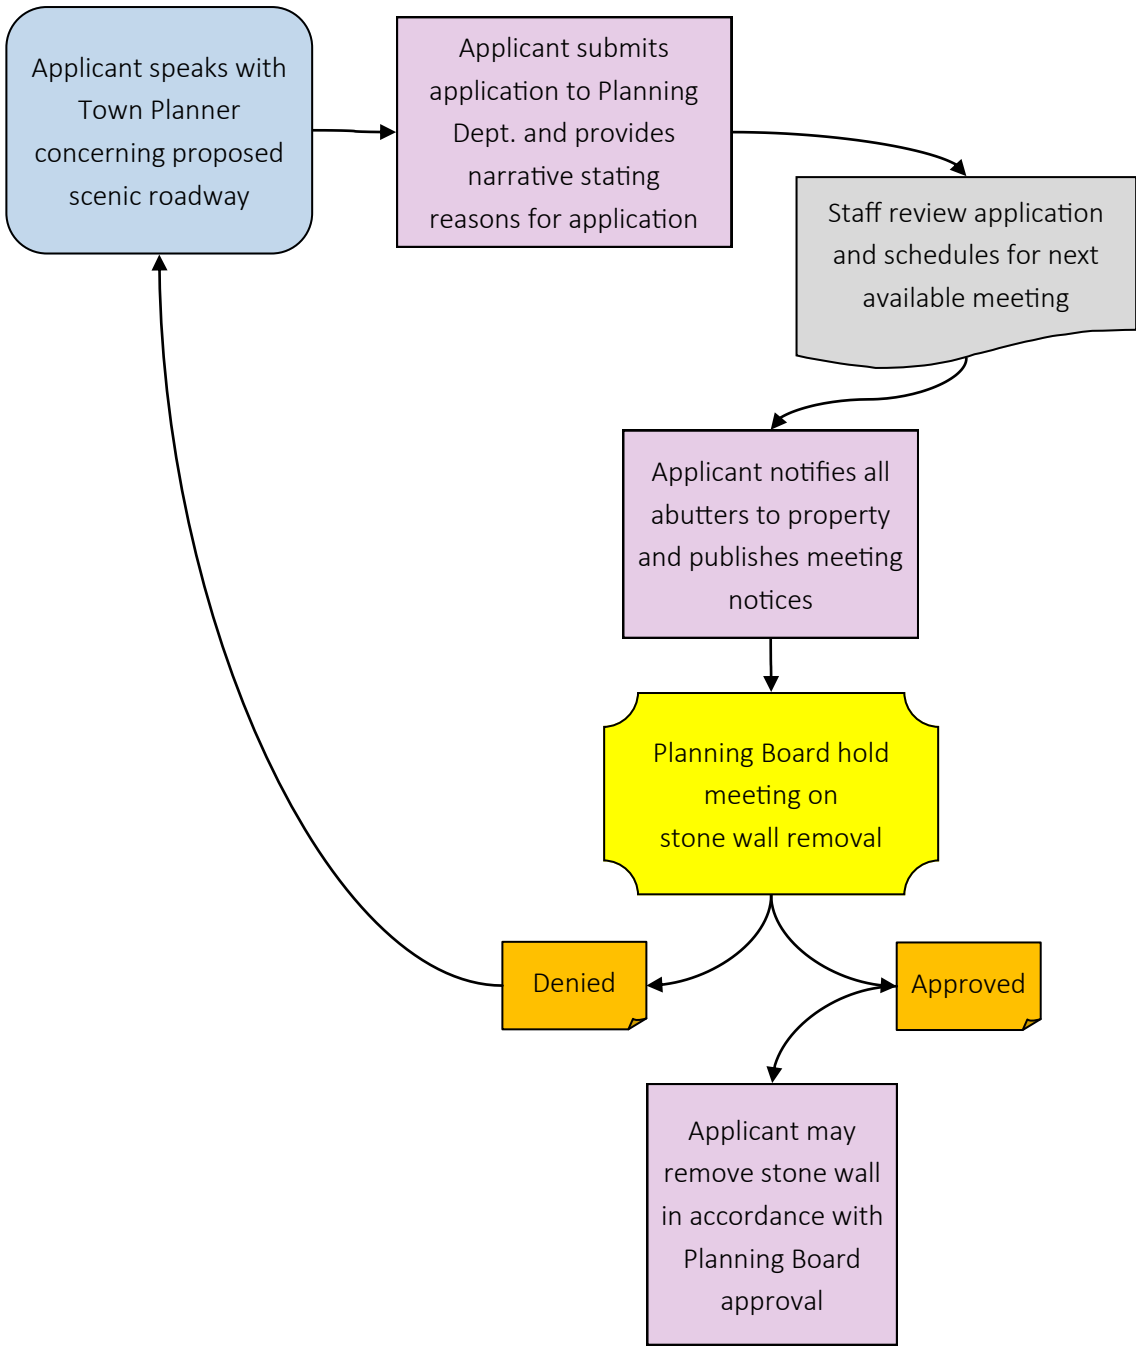 Applicant speaks with
Town Planner
concerning proposed
scenic roadway
Applicant submits
application to Planning
Dept. and provides
narrative stating
reasons for application
Staff review application
and schedules for next
available meeting
Applicant notifies all
abutters to property
and publishes meeting
notices
Planning Board hold
meeting on
stone wall removal
Denied
Approved
Applicant may
remove stone wall
in accordance with
Planning Board
approval